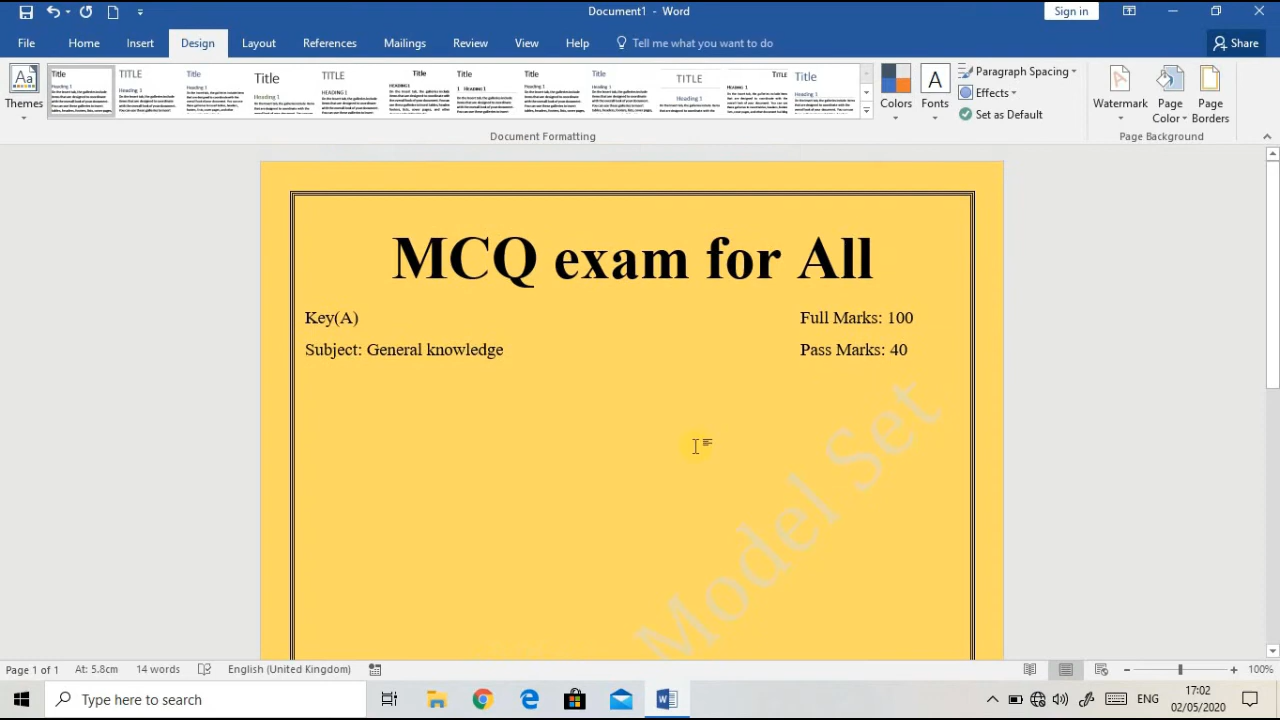 Document1 - Word
Sign in
File Home Insert Design Layout References Mailings Review View Help Tell me what you want to do Share
Themes
Colors
Fonts
Paragraph Spacing
Effects
Set as Default
Watermark
Page Color
Page Borders
Document Formatting
Page Background
MCQ exam for All
Key(A) Full Marks: 100
Subject: General knowledge Pass Marks: 40
Model Set
Page 1 of 1 At: 5.8cm 14 words English (United Kingdom) 100%
Type here to search
ENG
17:02
02/05/2020